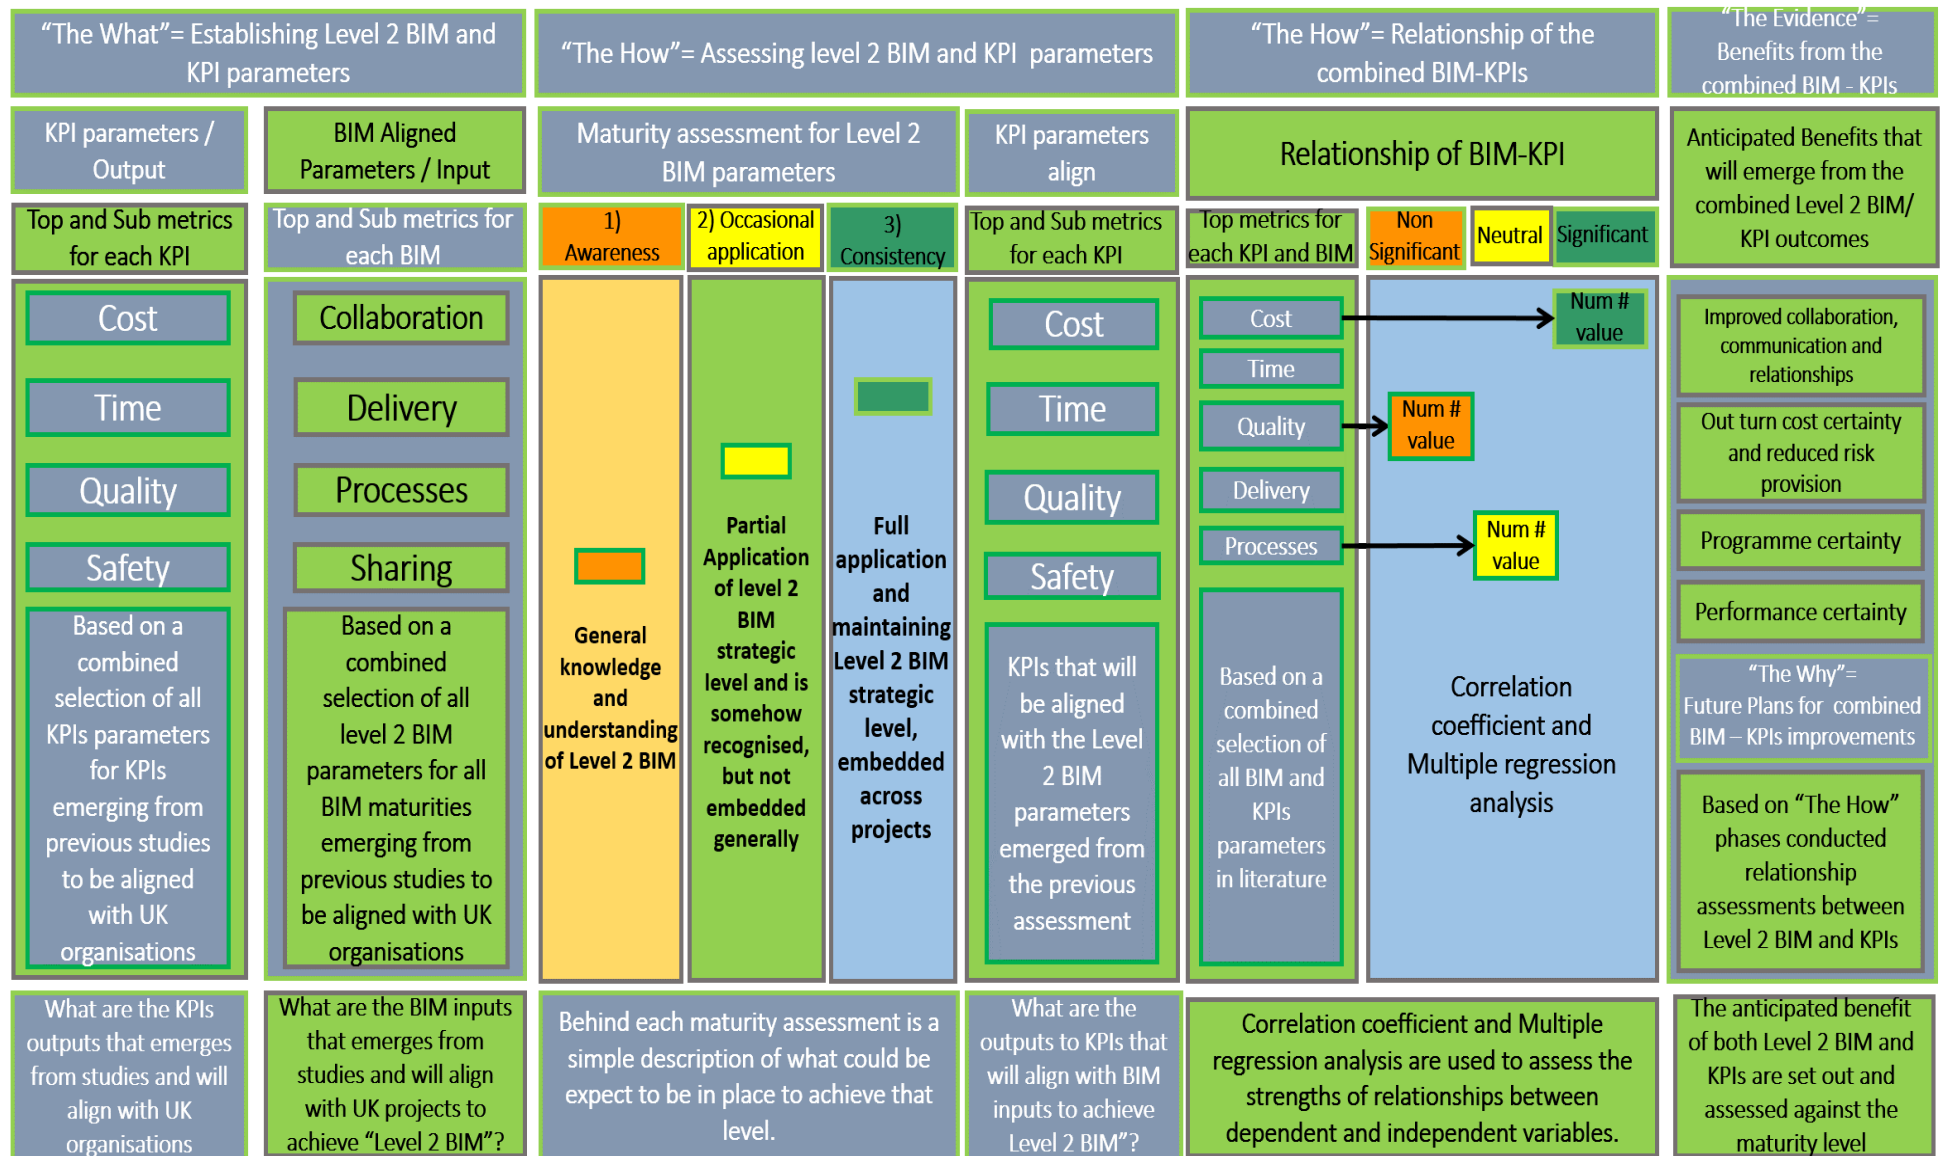 “The What”= Establishing Level 2 BIM and
KPI parameters
“The How”= Assessing level 2 BIM and KPI parameters
“The How”= Relationship of the
combined BIM-KPIs
“The Evidence”=
Benefits from the
combined BIM - KPIs
KPI parameters /
Output
BIM Aligned
Parameters / Input
Maturity assessment for Level 2
BIM parameters
KPI parameters
align
Relationship of BIM-KPI
Anticipated Benefits that
will emerge from the
combined Level 2 BIM/
KPI outcomes
Top and Sub metrics
for each KPI
Top and Sub metrics for
each BIM
1)
Awareness
2) Occasional
application
3)
Consistency
Top and Sub metrics
for each KPI
Top metrics for
each KPI and BIM
Non
Significant
Neutral
Significant
Cost
Time
Quality
Safety
Based on a
combined
selection of all
KPIs parameters
for KPIs
emerging from
previous studies
to be aligned
with UK
organisations
Collaboration
Delivery
Processes
Sharing
Based on a
combined
selection of all
level 2 BIM
parameters for all
BIM maturities
emerging from
previous studies to
be aligned with UK
organisations
General
knowledge
and
understanding
of Level 2 BIM
Partial
Application
of level 2
BIM
strategic
level and is
somehow
recognised,
but not
embedded
generally
Full
application
and
maintaining
Level 2 BIM
strategic
level,
embedded
across
projects
Cost
Time
Quality
Safety
KPIs that will
be aligned
with the Level
2 BIM
parameters
emerged from
the previous
assessment
Cost
Time
Quality
Delivery
Processes
Based on a
combined
selection of
all BIM and
KPIs
parameters
in literature
Num #
value
Num #
value
Num #
value
Correlation
coefficient and
Multiple regression
analysis
Improved collaboration,
communication and
relationships
Out turn cost certainty
and reduced risk
provision
Programme certainty
Performance certainty
“The Why”=
Future Plans for combined
BIM – KPIs improvements
Based on “The How”
phases conducted
relationship
assessments between
Level 2 BIM and KPIs
What are the KPIs
outputs that emerges
from studies and will
align with UK
organisations
What are the BIM inputs
that emerges from
studies and will align
with UK projects to
achieve “Level 2 BIM”?
Behind each maturity assessment is a
simple description of what could be
expect to be in place to achieve that
level.
What are the
outputs to KPIs that
will align with BIM
inputs to achieve
Level 2 BIM”?
Correlation coefficient and Multiple
regression analysis are used to assess the
strengths of relationships between
dependent and independent variables.
The anticipated benefit
of both Level 2 BIM and
KPIs are set out and
assessed against the
maturity level